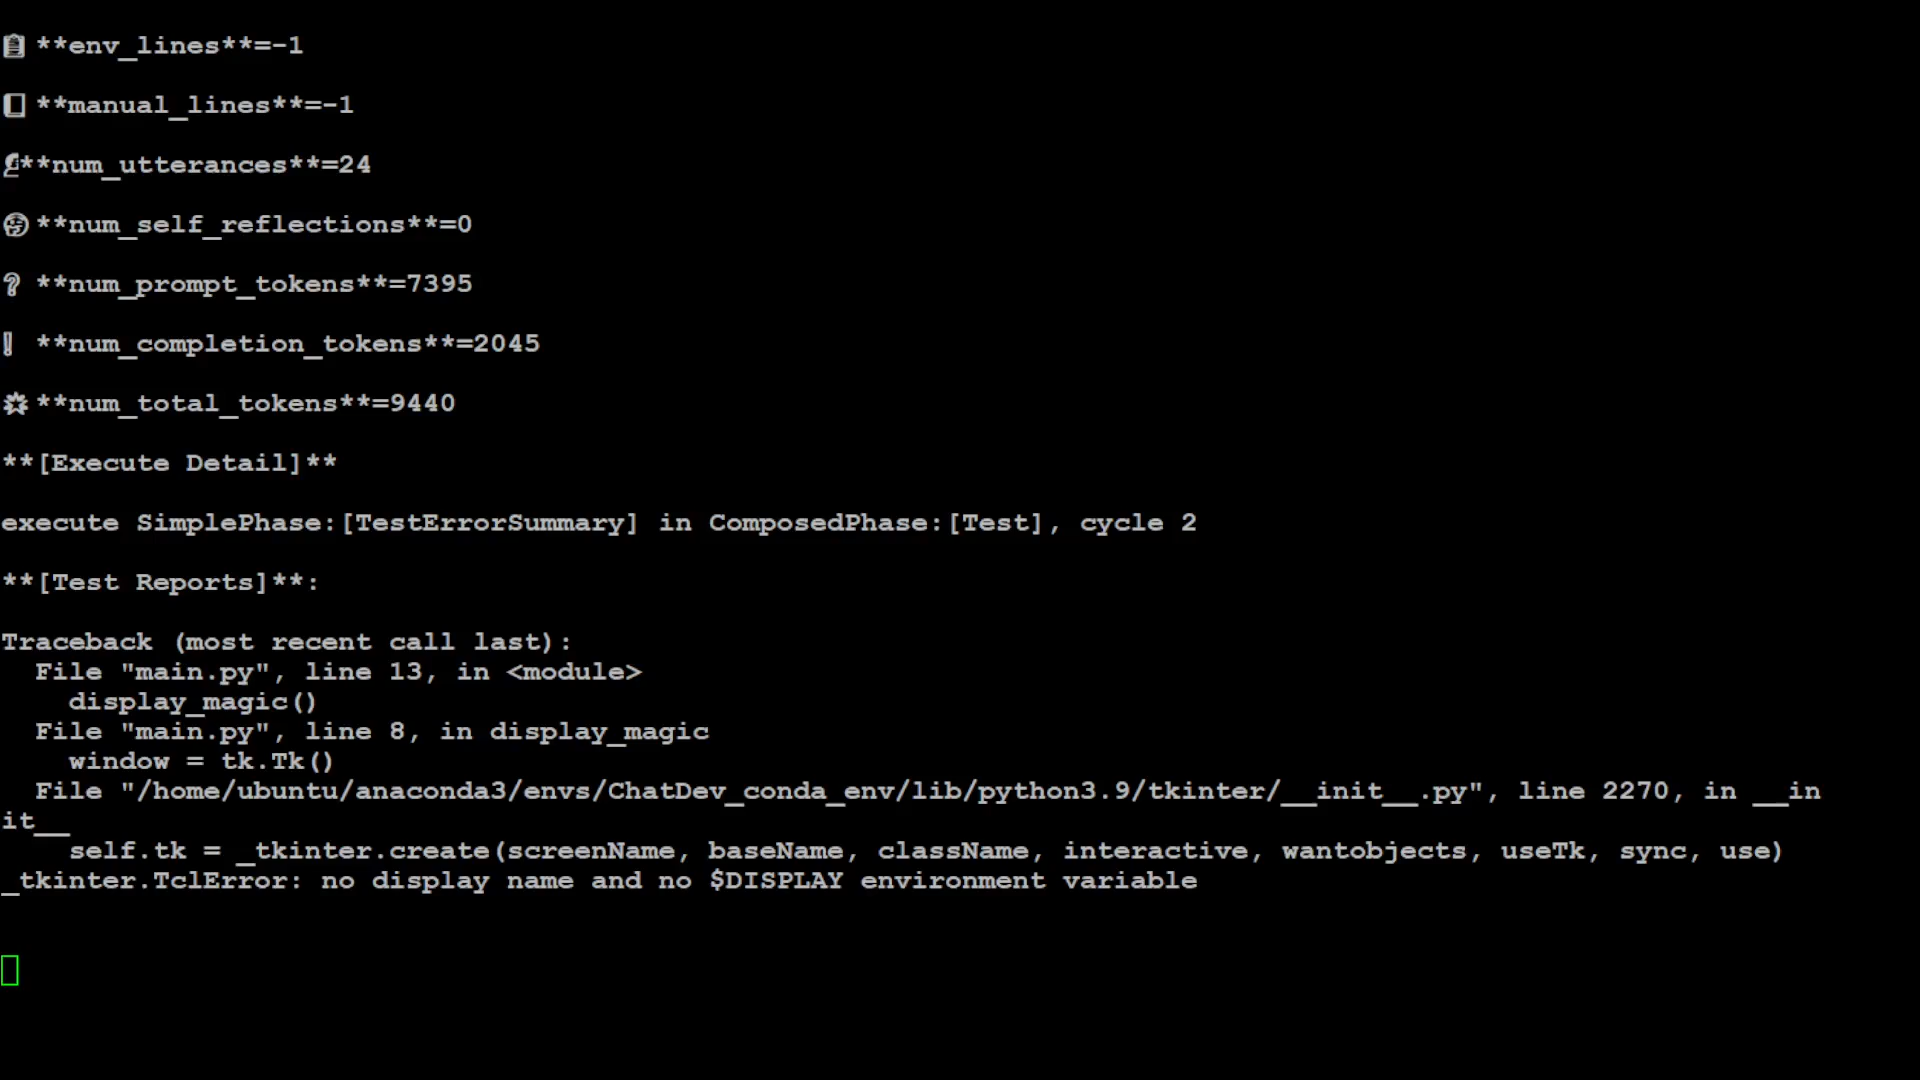 📋 **env_lines**=-1
📒 **manual_lines**=-1
🗣**num_utterances**=24
🤔 **num_self_reflections**=0
❓ **num_prompt_tokens**=7395
❗ **num_completion_tokens**=2045
🌟 **num_total_tokens**=9440
**[Execute Detail]**
execute SimplePhase:[TestErrorSummary] in ComposedPhase:[Test], cycle 2
**[Test Reports]**:
Traceback (most recent call last):
  File "main.py", line 13, in <module>
    display_magic()
  File "main.py", line 8, in display_magic
    window = tk.Tk()
  File "/home/ubuntu/anaconda3/envs/ChatDev_conda_env/lib/python3.9/tkinter/__init__.py", line 2270, in __in
it__
    self.tk = _tkinter.create(screenName, baseName, className, interactive, wantobjects, useTk, sync, use)
_tkinter.TclError: no display name and no $DISPLAY environment variable